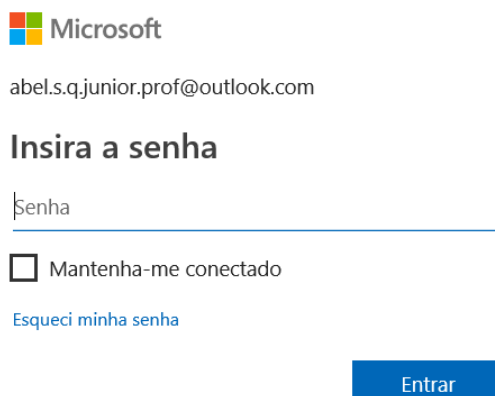 Microsoft
abel.s.q.junior.prof@outlook.com
Insira a senha
Senha
Mantenha-me conectado
Esqueci minha senha
Entrar